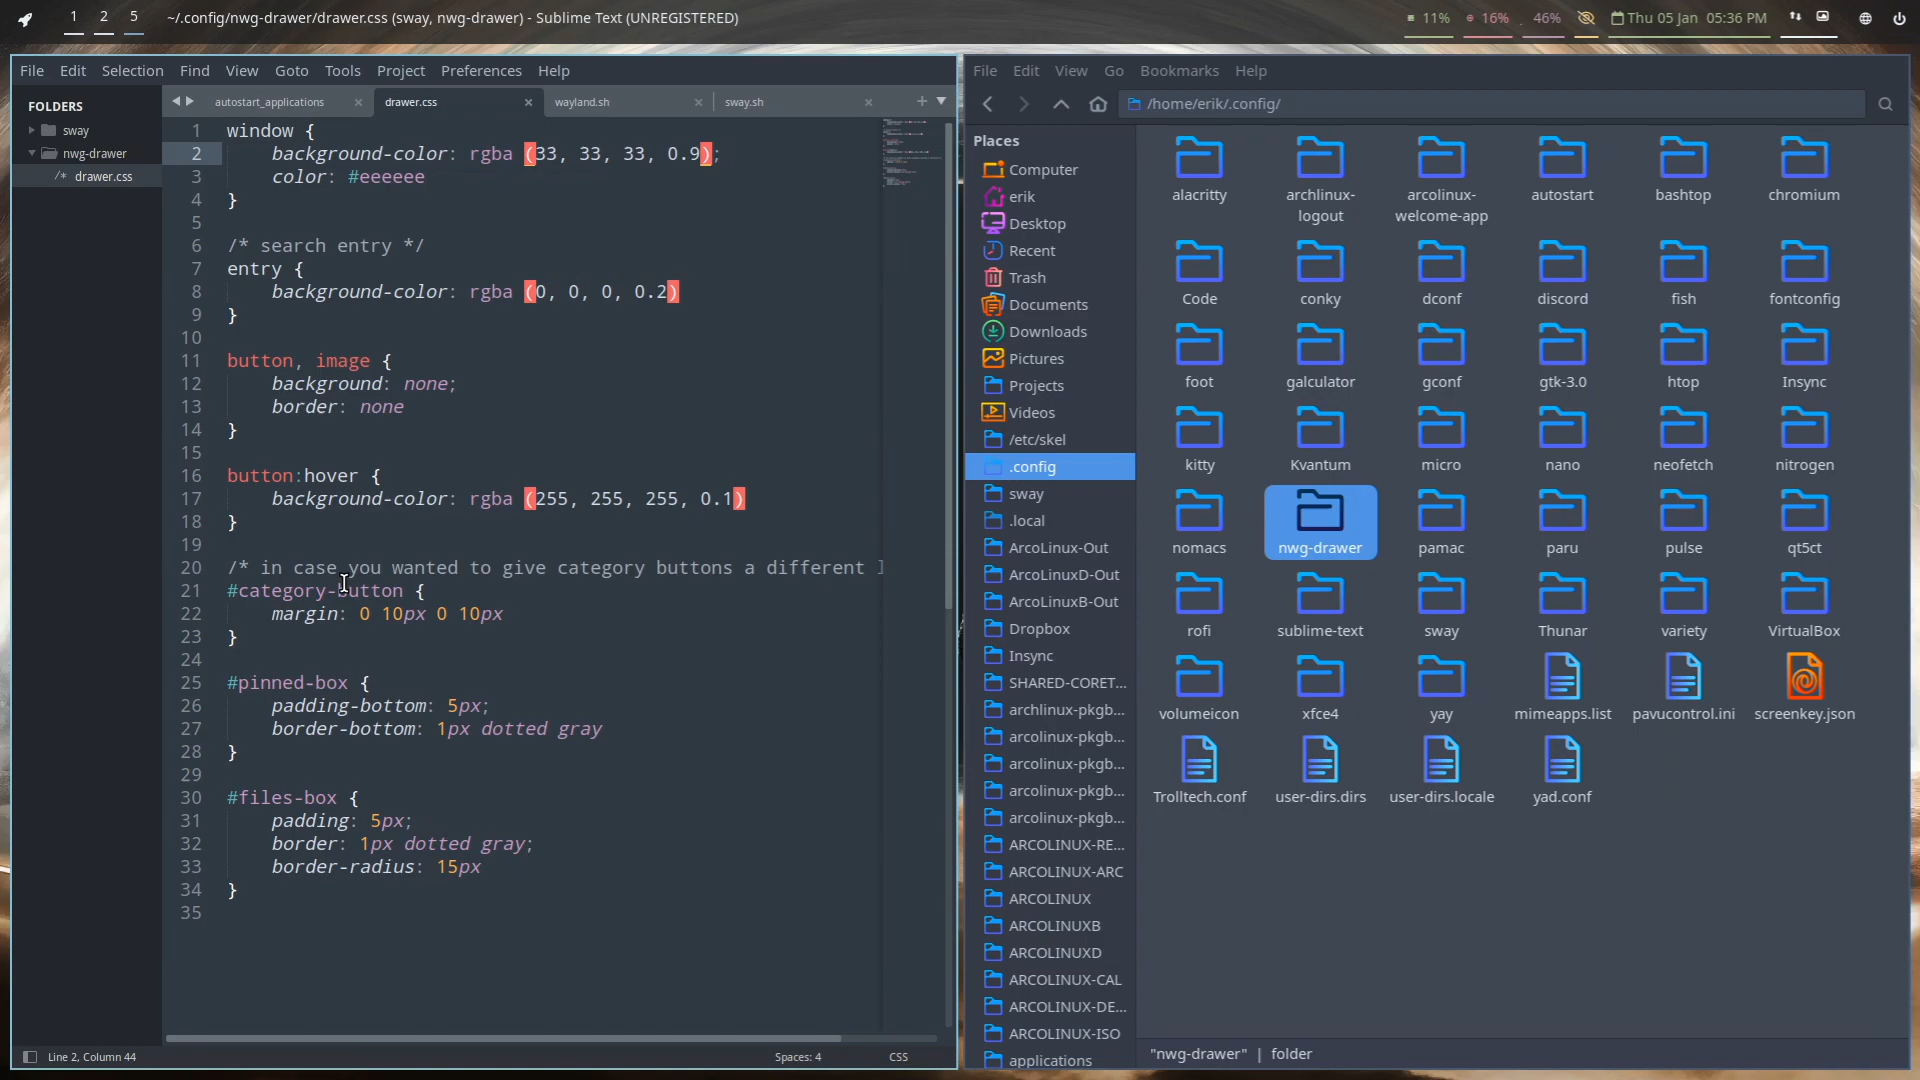 1 2 5 ~/.config/nwg-drawer/drawer.css (sway, nwg-drawer) - Sublime Text (UNREGISTERED) 11% 16% 46% Thu 05 Jan 05:36 PM
File Edit Selection Find View Goto Tools Project Preferences Help
FOLDERS
sway
nwg-drawer
/* drawer.css
autostart_applications × drawer.css × wayland.sh × sway.sh × +
1 window {
2 background-color: rgba (33, 33, 33, 0.9);
3 color: #eeeeee
4 }
5
6 /* search entry */
7 entry {
8 background-color: rgba (0, 0, 0, 0.2)
9 }
10
11 button, image {
12 background: none;
13 border: none
14 }
15
16 button:hover {
17 background-color: rgba (255, 255, 255, 0.1)
18 }
19
20 /* in case you wanted to give category buttons a different
21 #category-button {
22 margin: 0 10px 0 10px
23 }
24
25 #pinned-box {
26 padding-bottom: 5px;
27 border-bottom: 1px dotted gray
28 }
29
30 #files-box {
31 padding: 5px;
32 border: 1px dotted gray;
33 border-radius: 15px
34 }
35
Line 2, Column 44 Spaces: 4 CSS
File Edit View Go Bookmarks Help
/home/erik/.config/
Places
Computer
erik
Desktop
Recent
Trash
Documents
Downloads
Pictures
Projects
Videos
/etc/skel
.config
sway
.local
ArcoLinux-Out
ArcoLinuxD-Out
ArcoLinuxB-Out
Dropbox
Insync
SHARED-CORET...
archlinux-pkgb...
arcolinux-pkgb...
arcolinux-pkgb...
arcolinux-pkgb...
arcolinux-pkgb...
ARCOLINUX-RE...
ARCOLINUX-ARC
ARCOLINUX
ARCOLINUXB
ARCOLINUXD
ARCOLINUX-CAL
ARCOLINUX-DE...
ARCOLINUX-ISO
applications
alacritty archlinux-logout arcolinux-welcome-app autostart bashtop chromium
Code conky dconf discord fish fontconfig
foot galculator gconf gtk-3.0 htop Insync
kitty Kvantum micro nano neofetch nitrogen
nomacs nwg-drawer pamac paru pulse qt5ct
rofi sublime-text sway Thunar variety VirtualBox
volumeicon xfce4 yay mimeapps.list pavucontrol.ini screenkey.json
Trolltech.conf user-dirs.dirs user-dirs.locale yad.conf
"nwg-drawer" | folder